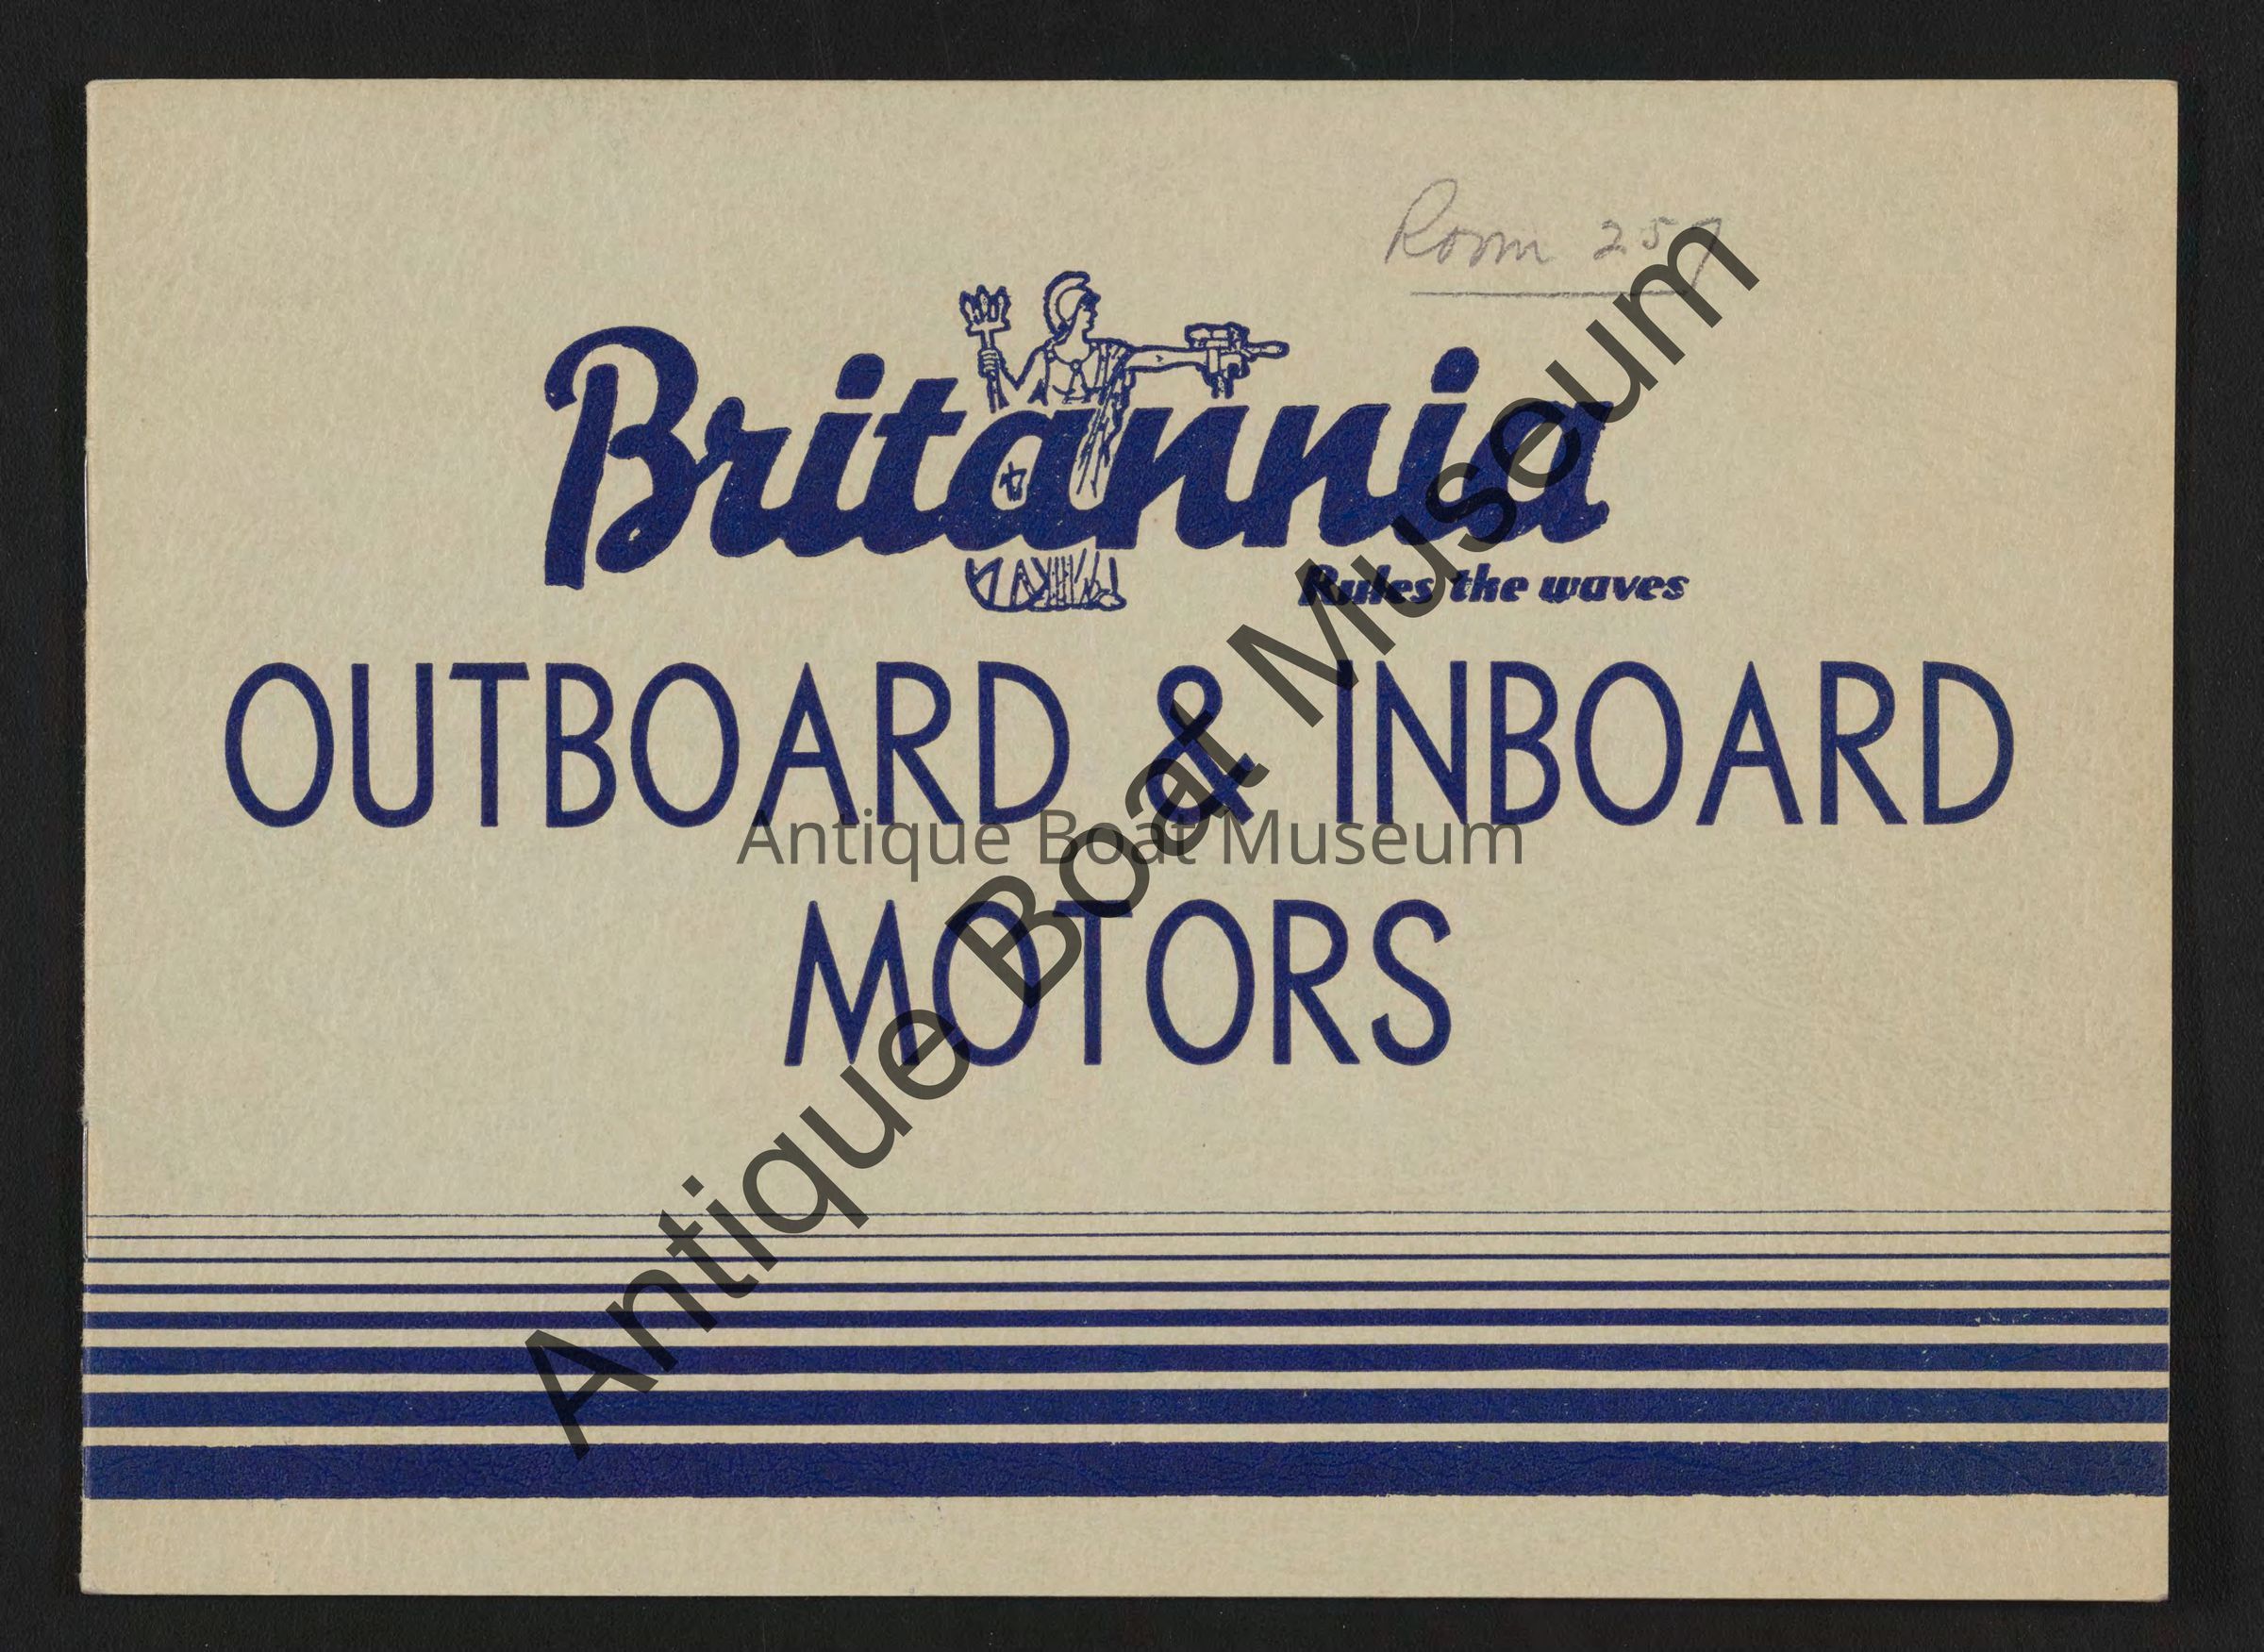 Room 257
Britannia
Rules the waves
OUTBOARD & INBOARD
Antique Boat Museum
MOTORS
Antique Boat Museum